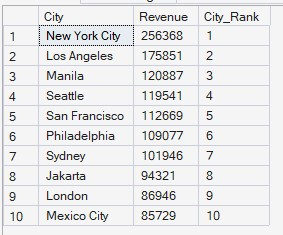 City Revenue City_Rank
1 New York City 256368 1
2 Los Angeles 175851 2
3 Manila 120887 3
4 Seattle 119541 4
5 San Francisco 112669 5
6 Philadelphia 109077 6
7 Sydney 101946 7
8 Jakarta 94321 8
9 London 86946 9
10 Mexico City 85729 10